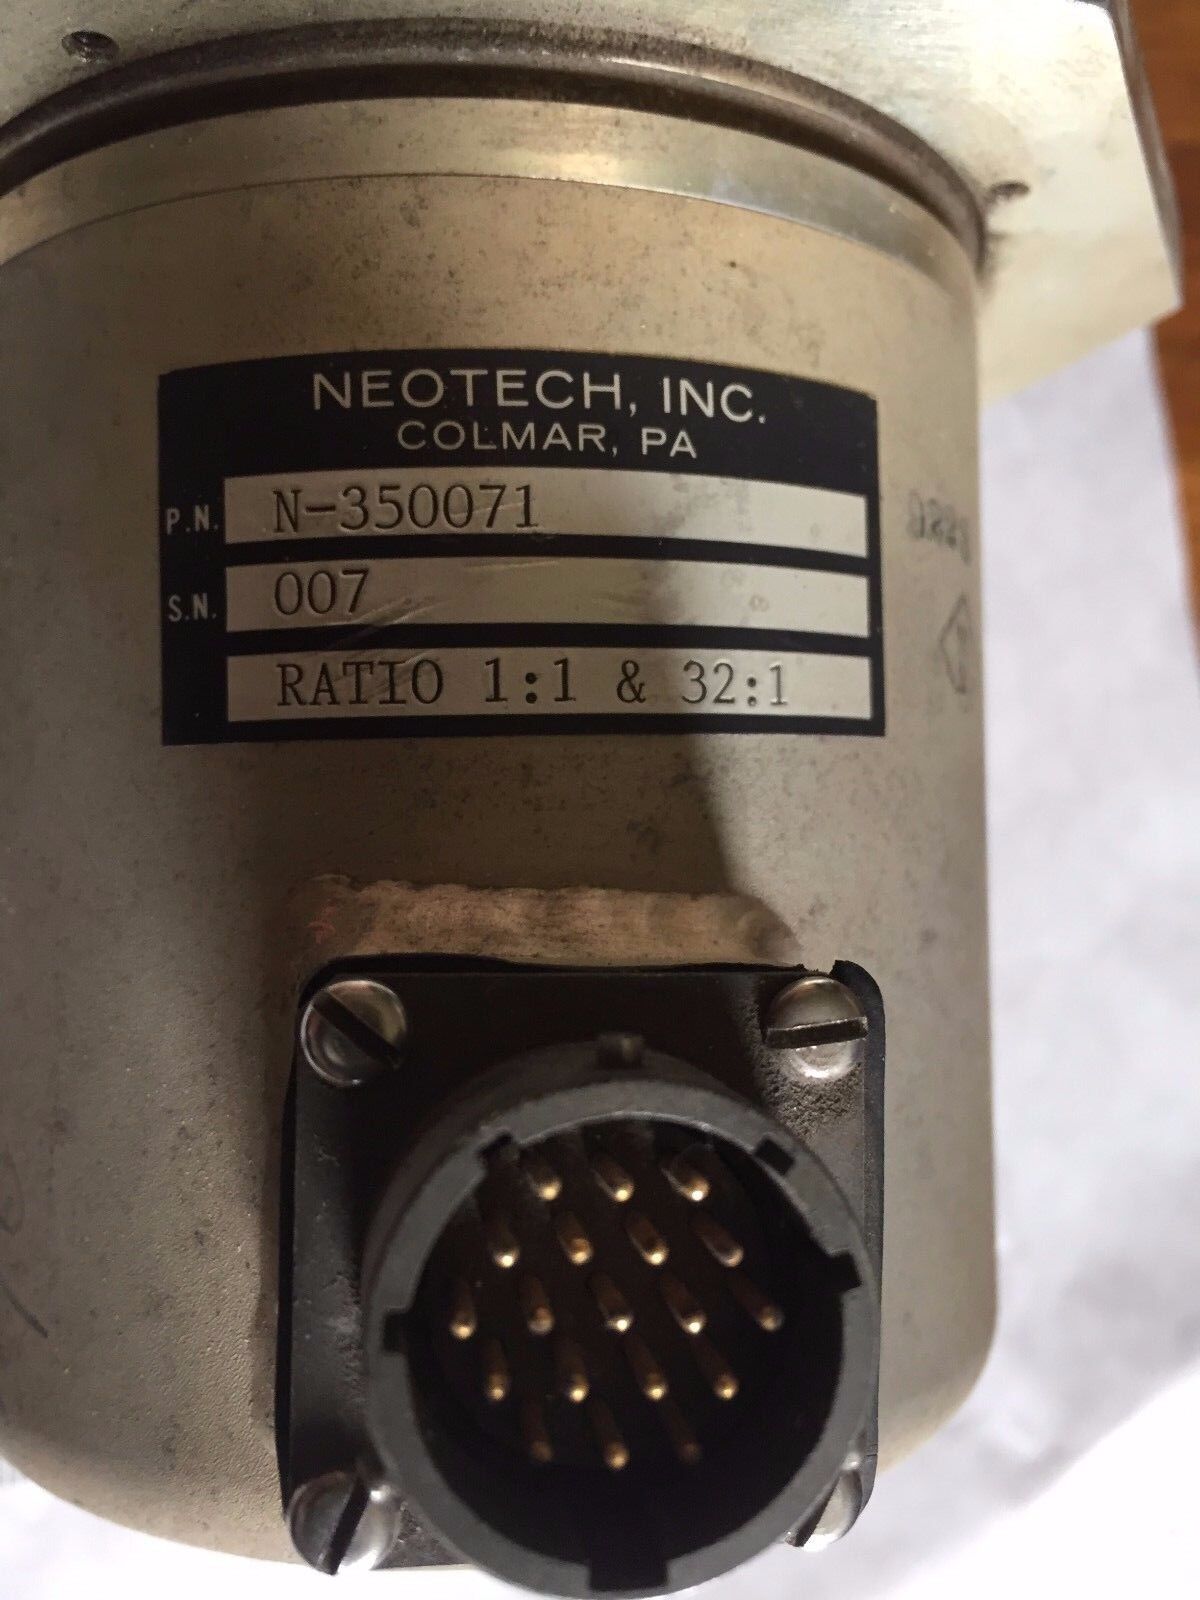 NEOTECH, INC.
COLMAR, PA
P.N. N-350071
S.N. 007
RATIO 1:1 & 32:1